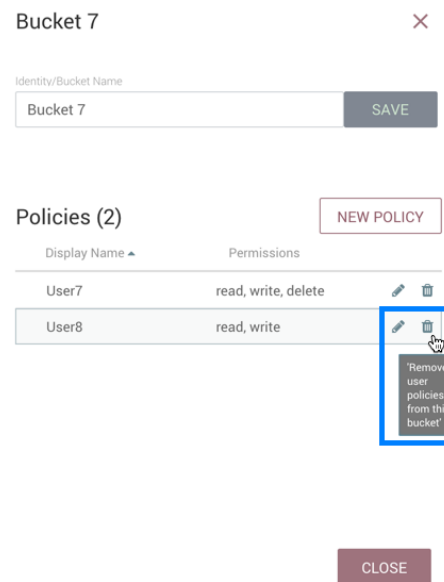 Bucket 7
Identity/Bucket Name
Bucket 7 SAVE
Policies (2) NEW POLICY
Display Name Permissions
User7 read, write, delete
User8 read, write
'Remove
user
policies
from thi
bucket'
CLOSE